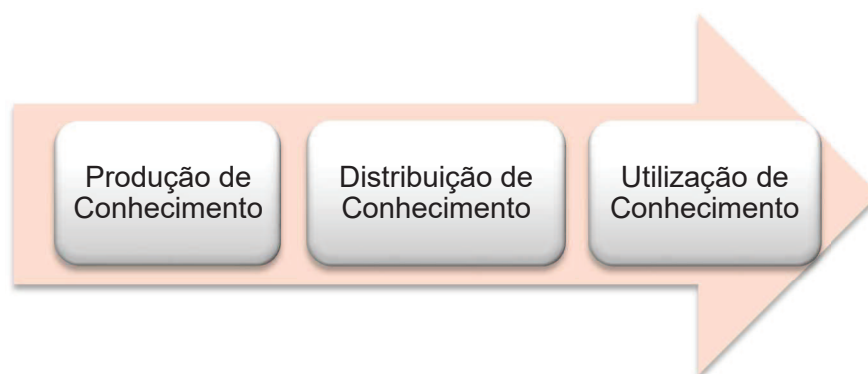 Produção de
Conhecimento
Distribuição de
Conhecimento
Utilização de
Conhecimento